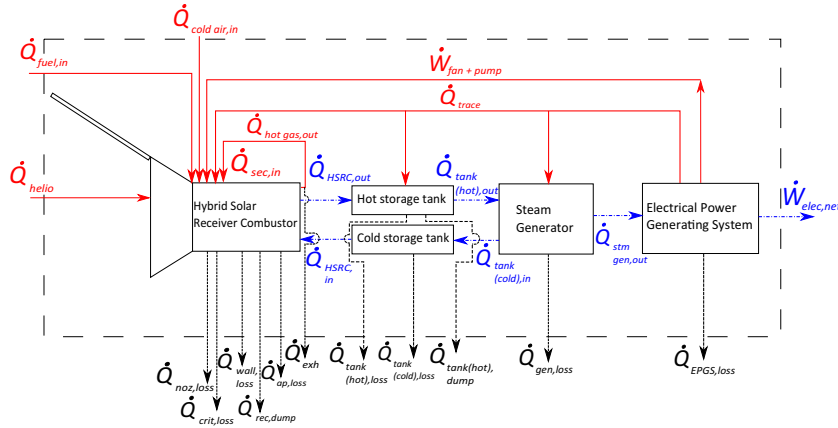 Q̇cold air,in
Q̇fuel,in
Ẇfan + pump
Q̇trace
Q̇hot gas,out
Q̇sec,in
Q̇HSRC,out
Q̇tank
(hot),out
Q̇helio
Hybrid Solar
Receiver Combustor
Hot storage tank
Cold storage tank
Steam
Generator
Electrical Power
Generating System
Ẇelec,net
Q̇HSRC,
in
Q̇tank
(cold),in
Q̇stm
gen,out
Q̇noz,loss
Q̇crit,loss
Q̇wall,
loss
Q̇rec,dump
Q̇ap,loss
Q̇exh
Q̇tank
(hot),loss
Q̇tank
(cold),loss
Q̇tank(hot),
dump
Q̇gen,loss
Q̇EPGS,loss